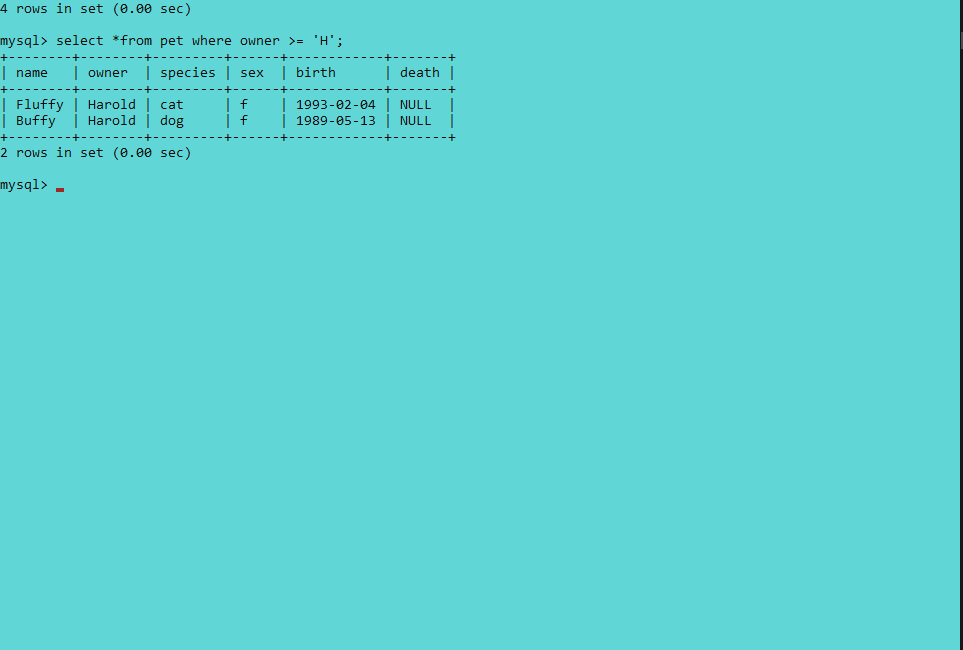 4 rows in set (0.00 sec)
mysql> select *from pet where owner >= 'H';
+--------+--------+---------+------+------------+-------+
| name   | owner  | species | sex  | birth      | death |
+--------+--------+---------+------+------------+-------+
| Fluffy | Harold | cat     | f    | 1993-02-04 | NULL  |
| Buffy  | Harold | dog     | f    | 1989-05-13 | NULL  |
+--------+--------+---------+------+------------+-------+
2 rows in set (0.00 sec)
mysql> _